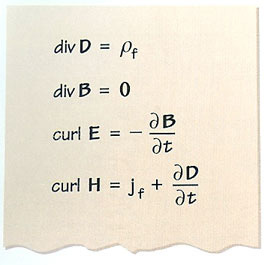 div D = ρf
div B = 0
curl E = − ∂B/∂t
curl H = jf + ∂D/∂t